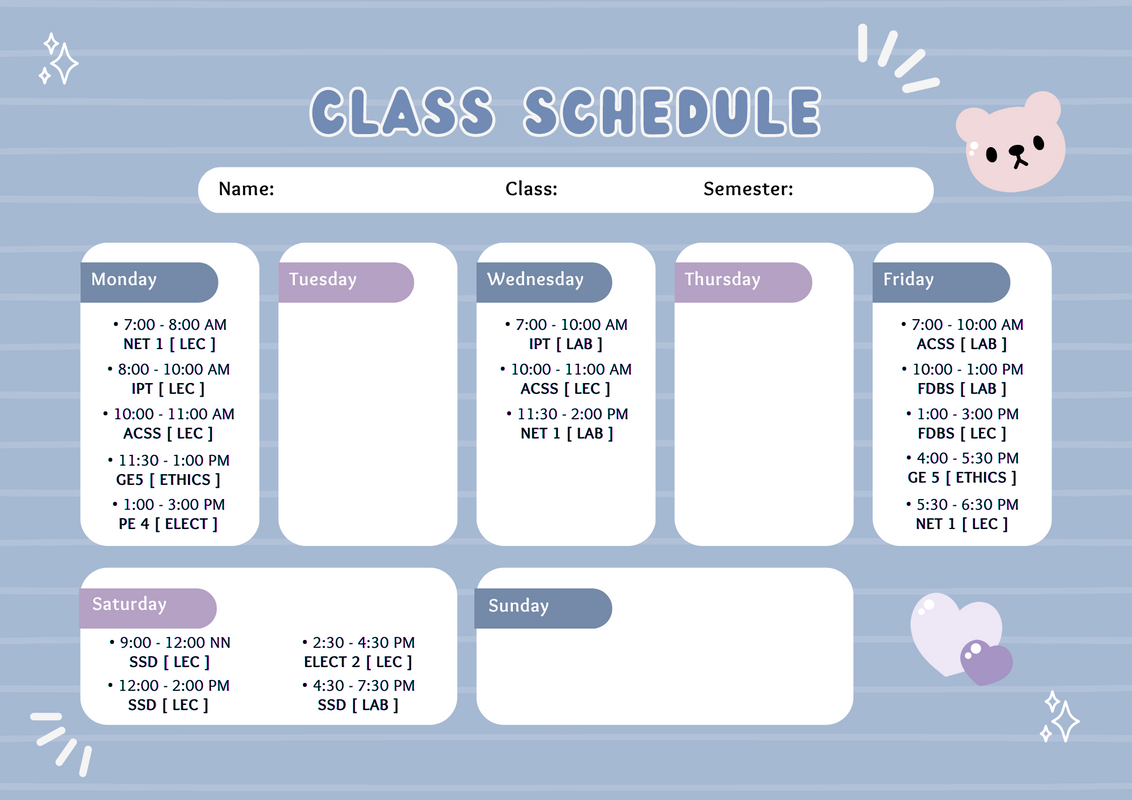 CLASS SCHEDULE
Name: Class: Semester:
Monday
• 7:00 - 8:00 AM
NET 1 [ LEC ]
• 8:00 - 10:00 AM
IPT [ LEC ]
• 10:00 - 11:00 AM
ACSS [ LEC ]
• 11:30 - 1:00 PM
GE5 [ ETHICS ]
• 1:00 - 3:00 PM
PE 4 [ ELECT ]
Tuesday
Wednesday
• 7:00 - 10:00 AM
IPT [ LAB ]
• 10:00 - 11:00 AM
ACSS [ LEC ]
• 11:30 - 2:00 PM
NET 1 [ LAB ]
Thursday
Friday
• 7:00 - 10:00 AM
ACSS [ LAB ]
• 10:00 - 1:00 PM
FDBS [ LAB ]
• 1:00 - 3:00 PM
FDBS [ LEC ]
• 4:00 - 5:30 PM
GE 5 [ ETHICS ]
• 5:30 - 6:30 PM
NET 1 [ LEC ]
Saturday
• 9:00 - 12:00 NN
SSD [ LEC ]
• 12:00 - 2:00 PM
SSD [ LEC ]
• 2:30 - 4:30 PM
ELECT 2 [ LEC ]
• 4:30 - 7:30 PM
SSD [ LAB ]
Sunday